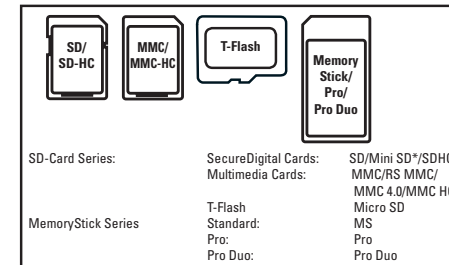 SD/
SD-HC
MMC/
MMC-HC
T-Flash
Memory
Stick/
Pro/
Pro Duo
SD-Card Series: SecureDigital Cards: SD/Mini SD*/SDHC
Multimedia Cards: MMC/RS MMC/
MMC 4.0/MMC HC
T-Flash Micro SD
MemoryStick Series Standard: MS
Pro: Pro
Pro Duo: Pro Duo